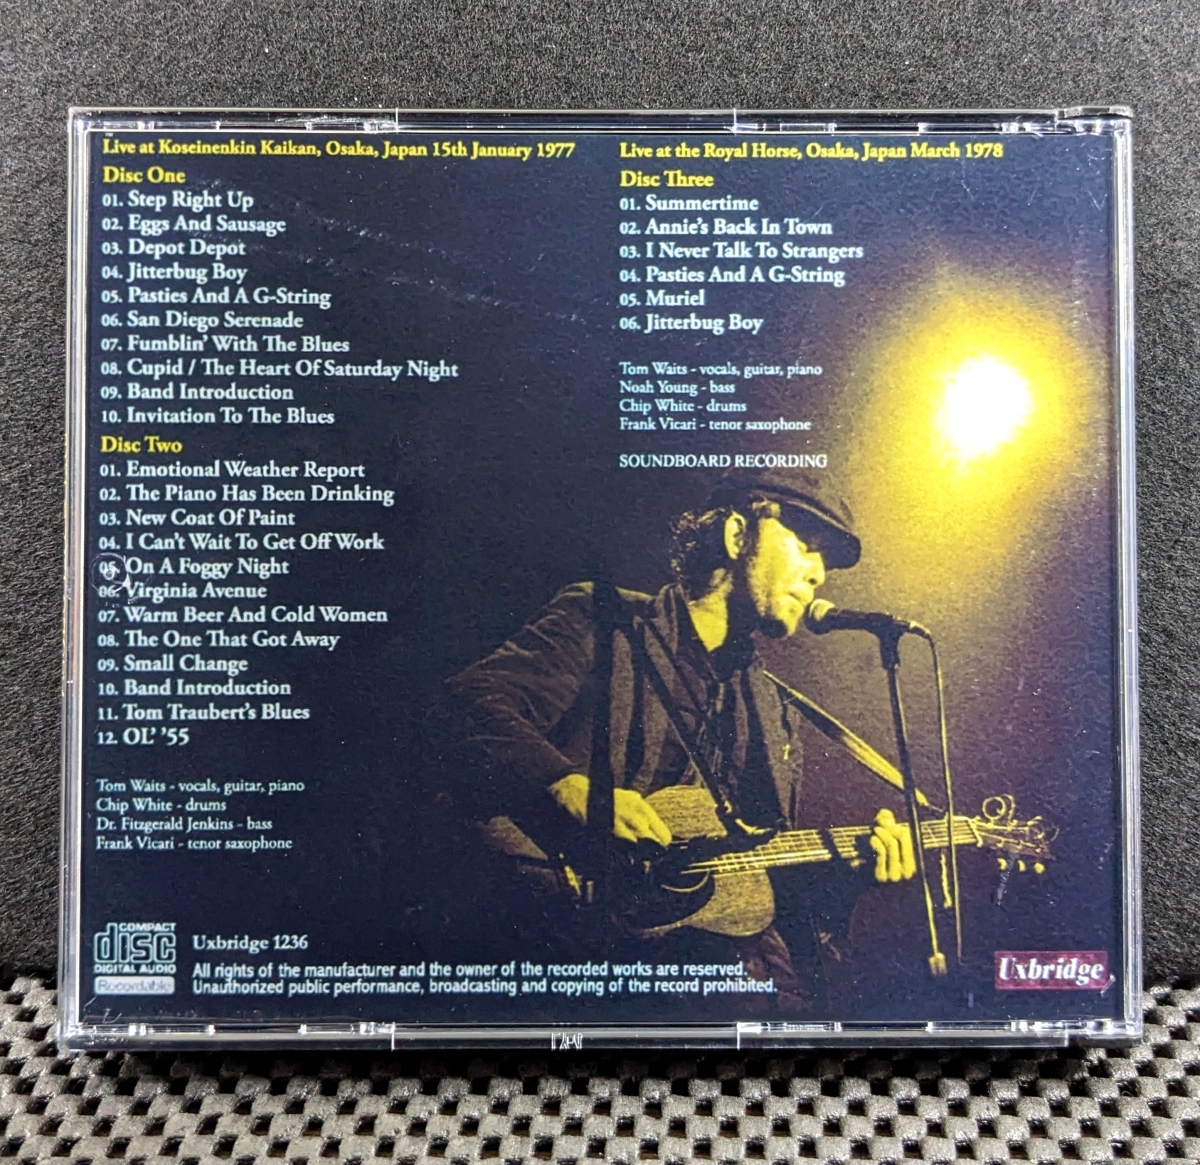 Live at Koseinenkin Kaikan, Osaka, Japan 15th January 1977
Disc One
01. Step Right Up
02. Eggs And Sausage
03. Depot Depot
04. Jitterbug Boy
05. Pasties And A G-String
06. San Diego Serenade
07. Fumblin' With The Blues
08. Cupid / The Heart Of Saturday Night
09. Band Introduction
10. Invitation To The Blues
Disc Two
01. Emotional Weather Report
02. The Piano Has Been Drinking
03. New Coat Of Paint
04. I Can't Wait To Get Off Work
05. On A Foggy Night
06. Virginia Avenue
07. Warm Beer And Cold Women
08. The One That Got Away
09. Small Change
10. Band Introduction
11. Tom Traubert's Blues
12. OL' '55
Tom Waits - vocals, guitar, piano
Chip White - drums
Dr. Fitzgerald Jenkins - bass
Frank Vicari - tenor saxophone
Live at the Royal Horse, Osaka, Japan March 1978
Disc Three
01. Summertime
02. Annie's Back In Town
03. I Never Talk To Strangers
04. Pasties And A G-String
05. Muriel
06. Jitterbug Boy
Tom Waits - vocals, guitar, piano
Noah Young - bass
Chip White - drums
Frank Vicari - tenor saxophone
SOUNDBOARD RECORDING
COMPACT
disc
DIGITAL AUDIO
Recordable
Uxbridge 1236
All rights of the manufacturer and the owner of the recorded works are reserved.
Unauthorized public performance, broadcasting and copying of the record prohibited.
Uxbridge